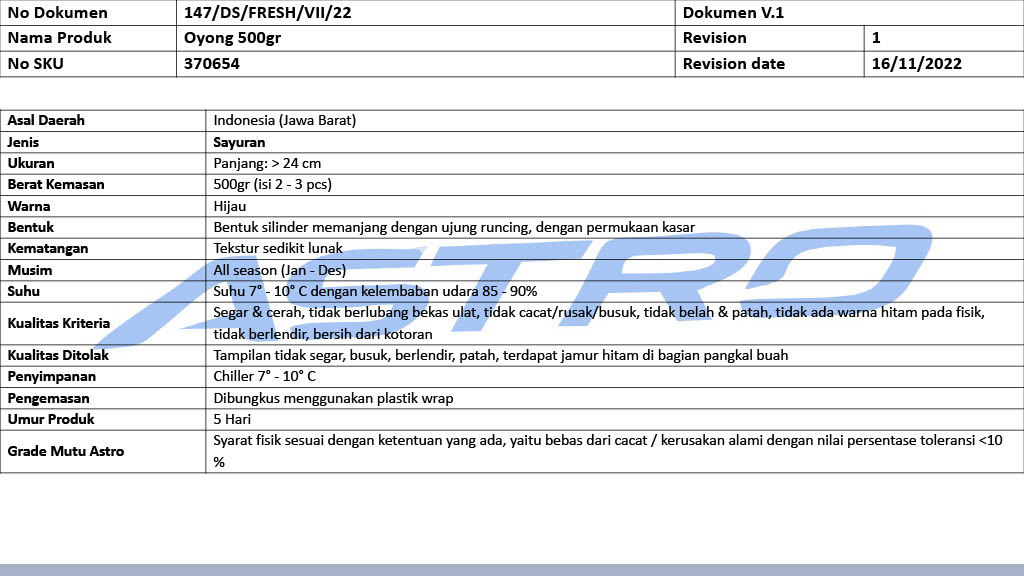 No Dokumen 147/DS/FRESH/VII/22 Dokumen V.1
Nama Produk Oyong 500gr Revision 1
No SKU 370654 Revision date 16/11/2022
Asal Daerah Indonesia (Jawa Barat)
Jenis Sayuran
Ukuran Panjang: > 24 cm
Berat Kemasan 500gr (isi 2 - 3 pcs)
Warna Hijau
Bentuk Bentuk silinder memanjang dengan ujung runcing, dengan permukaan kasar
Kematangan Tekstur sedikit lunak
Musim All season (Jan - Des)
Suhu Suhu 7° - 10° C dengan kelembaban udara 85 - 90%
Kualitas Kriteria Segar & cerah, tidak berlubang bekas ulat, tidak cacat/rusak/busuk, tidak belah & patah, tidak ada warna hitam pada fisik,
tidak berlendir, bersih dari kotoran
Kualitas Ditolak Tampilan tidak segar, busuk, berlendir, patah, terdapat jamur hitam di bagian pangkal buah
Penyimpanan Chiller 7° - 10° C
Pengemasan Dibungkus menggunakan plastik wrap
Umur Produk 5 Hari
Grade Mutu Astro Syarat fisik sesuai dengan ketentuan yang ada, yaitu bebas dari cacat / kerusakan alami dengan nilai persentase toleransi <10
%
ASTRO